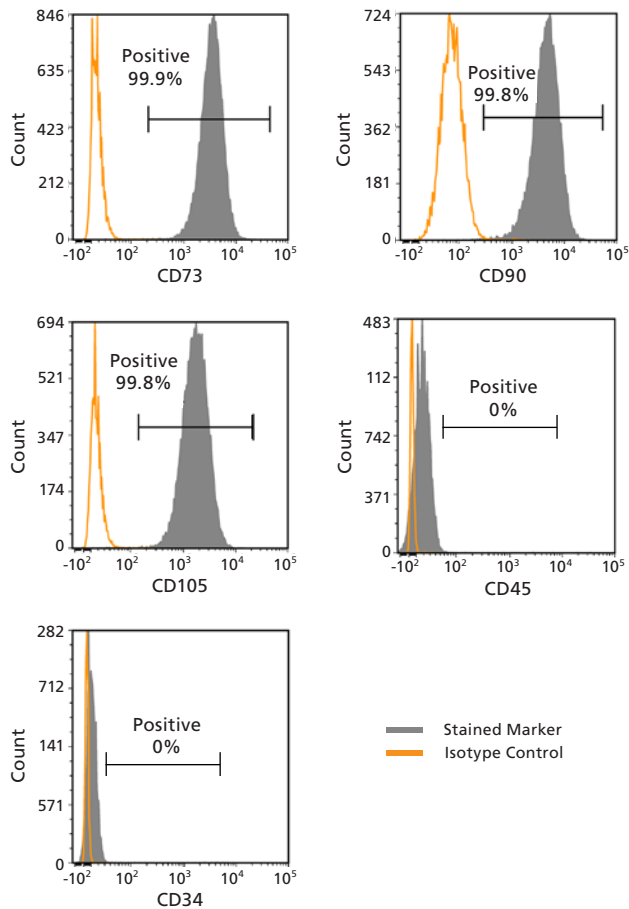 846
635
423
212
0
Positive
99.9%
Count
-10² 10² 10³ 10⁴ 10⁵
CD73
724
543
362
181
0
Positive
99.8%
Count
-10² 10² 10³ 10⁴ 10⁵
CD90
694
521
347
174
0
Positive
99.8%
Count
-10² 10² 10³ 10⁴ 10⁵
CD105
483
112
742
371
0
Positive
0%
Count
-10² 10² 10³ 10⁴ 10⁵
CD45
282
712
141
571
0
Positive
0%
Count
-10² 10² 10³ 10⁴ 10⁵
CD34
Stained Marker
Isotype Control